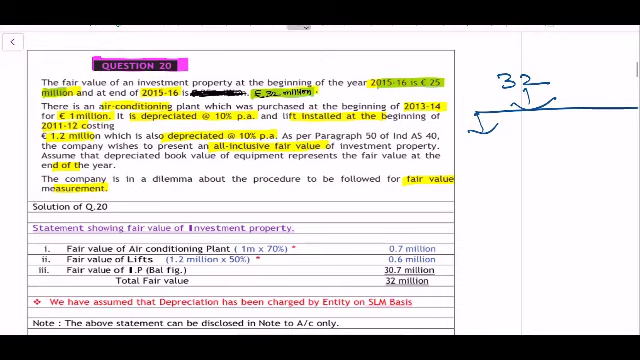 QUESTION 20
The fair value of an investment property at the beginning of the year 2015-16 is € 25
million and at end of 2015-16 is € 32 million.
There is an air-conditioning plant which was purchased at the beginning of 2013-14
for € 1million. It is depreciated @ 10% p.a. and lift installed at the beginning of
2011-12 costing
€ 1.2 million which is also depreciated @ 10% p.a. As per Paragraph 50 of Ind AS 40,
the company wishes to present an all-inclusive fair value of investment property.
Assume that depreciated book value of equipment represents the fair value at the
end of the year.
The company is in a dilemma about the procedure to be followed for fair value
measurement.
Solution of Q.20
Statement showing fair value of Investment property.
i. Fair value of Air conditioning Plant (1m x 70%) * 0.7 million
ii. Fair value of Lifts (1.2 million x 50%) * 0.6 million
iii. Fair value of I.P (Bal fig.) 30.7 million
Total Fair value 32 million
* We have assumed that Depreciation has been charged by Entity on SLM Basis
Note : The above statement can be disclosed in Note to A/c only.
32